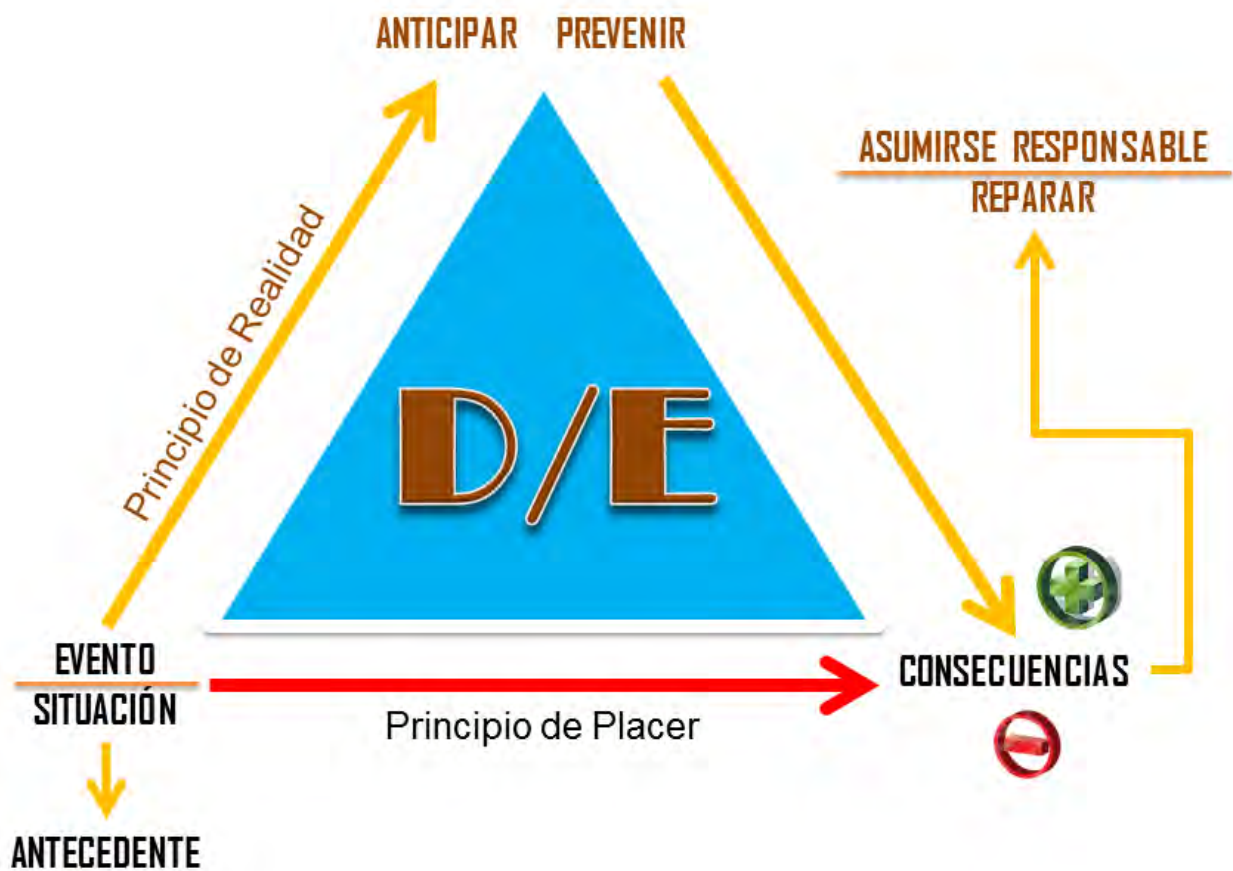 ANTICIPAR PREVENIR
ASUMIRSE RESPONSABLE
REPARAR
Principio de Realidad
D/E
EVENTO
SITUACIÓN
CONSECUENCIAS
Principio de Placer
ANTECEDENTE